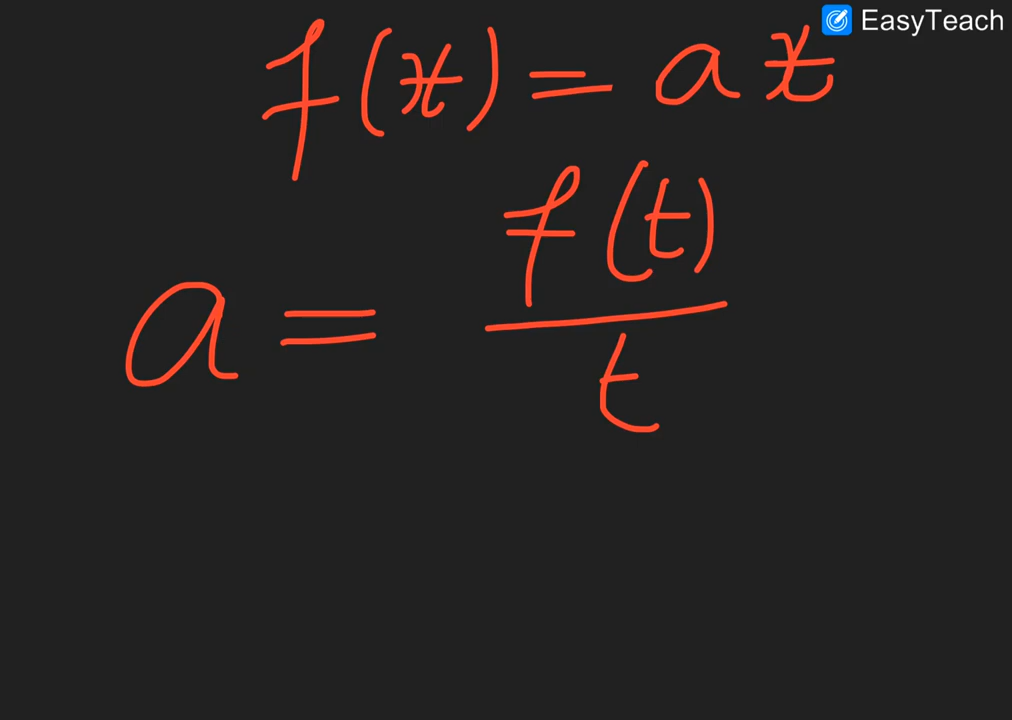 EasyTeach
f(t) = at
a = f(t)/t